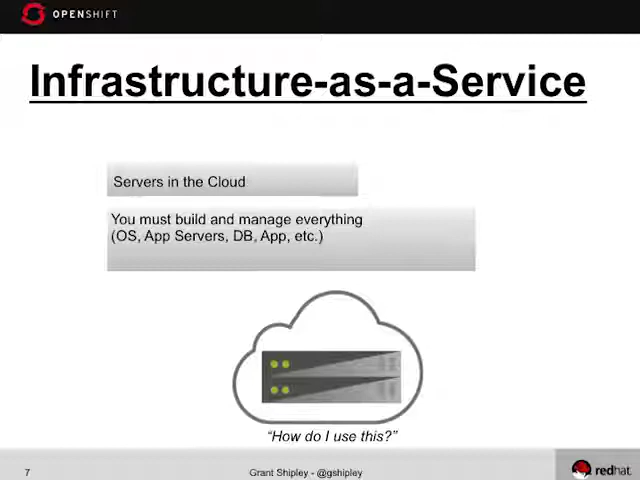 OPENSHIFT
Infrastructure-as-a-Service
Servers in the Cloud
You must build and manage everything
(OS, App Servers, DB, App, etc.)
“How do I use this?”
7
Grant Shipley - @gshipley
redhat.